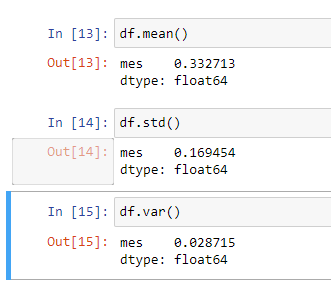 In [13]: df.mean()
Out[13]: mes 0.332713
dtype: float64
In [14]: df.std()
Out[14]: mes 0.169454
dtype: float64
In [15]: df.var()
Out[15]: mes 0.028715
dtype: float64